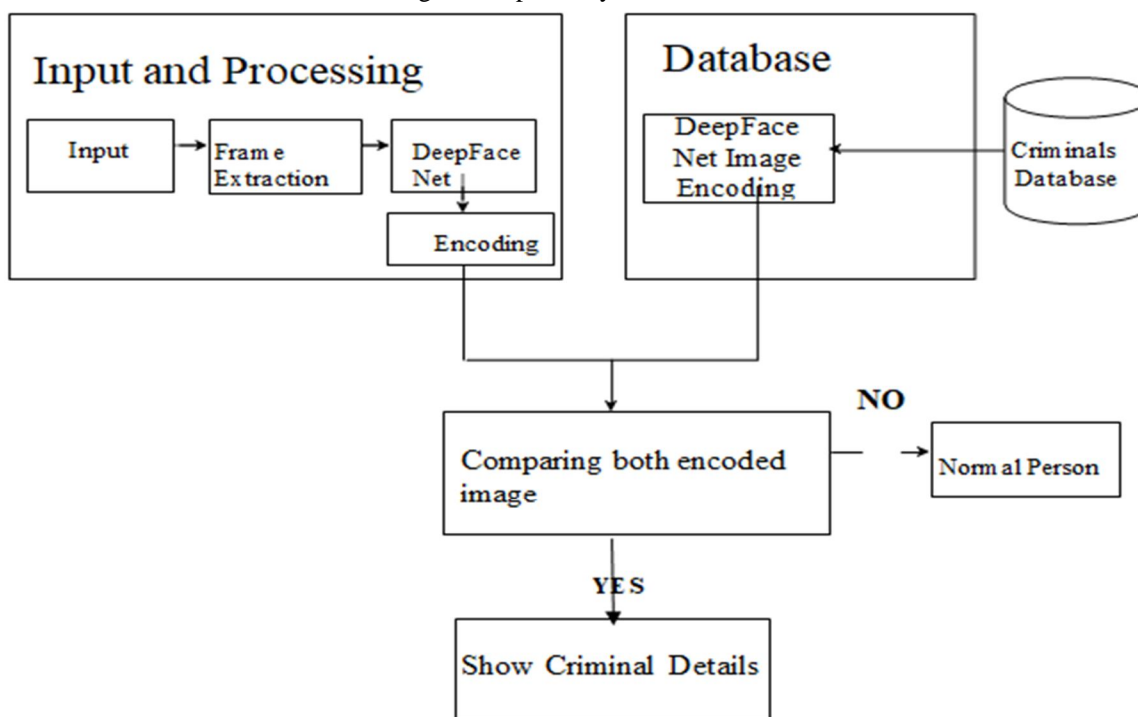 Input and Processing
Input
Frame
Extraction
DeepFace
Net
Encoding
Database
DeepFace
Net Image
Encoding
Criminals
Database
Comparing both encoded
image
NO
Normal Person
YES
Show Criminal Details